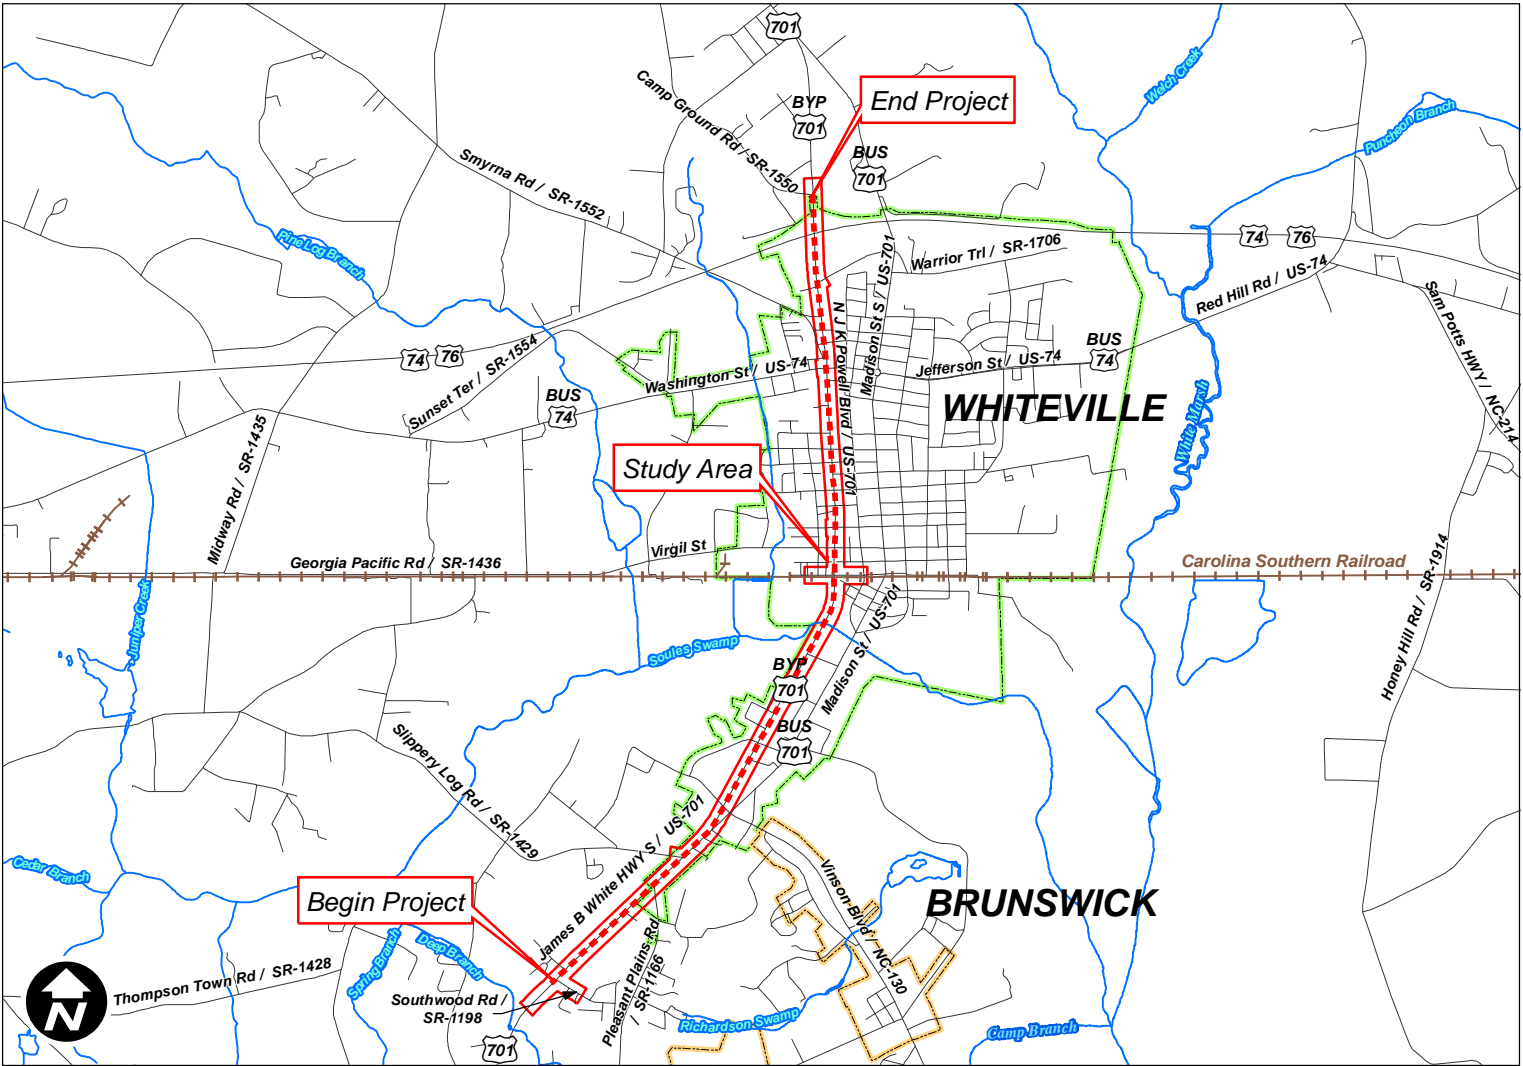 701
Camp Ground Rd / SR-1550
BYP
701
End Project
BUS
701
Welch Creek
Puncheon Branch
Smyrna Rd / SR-1552
Pine Log Branch
74
76
Warrior Trl / SR-1706
Red Hill Rd / US-74
Sam Potts HWY / NC-214
Madison St S / US-701
N J K Powell Blvd / US-701
74
76
Sunset Ter / SR-1554
Washington St / US-74
Jefferson St / US-74
BUS
74
BUS
74
WHITEVILLE
White Marsh
Midway Rd / SR-1435
Study Area
Virgil St
Georgia Pacific Rd / SR-1436
Carolina Southern Railroad
Honey Hill Rd / SR-1914
Juniper Creek
Soules Swamp
Madison St / US-701
BYP
701
BUS
701
Slippery Log Rd / SR-1429
James B White HWY S / US-701
Cedar Branch
Begin Project
Vinson Blvd / NC-130
BRUNSWICK
Spring Branch
Deep Branch
Thompson Town Rd / SR-1428
Southwood Rd /
SR-1198
Pleasant Plains Rd
/ SR-1166
Richardson Swamp
Camp Branch
701
N